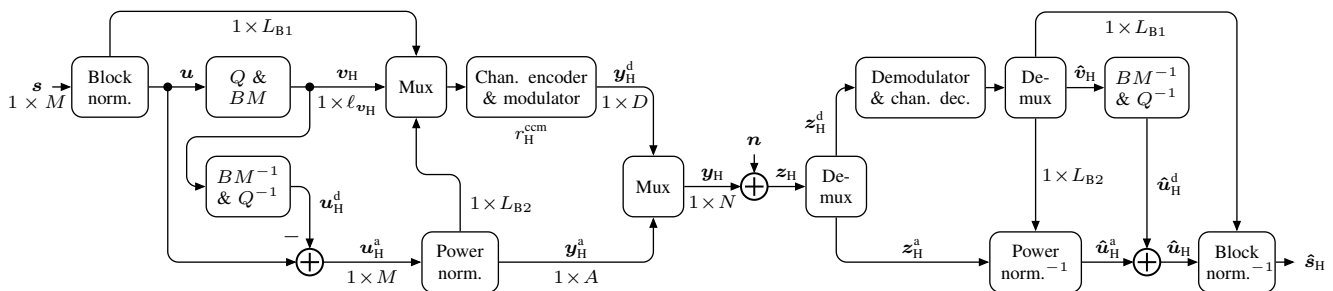 s
1 × M
Block
norm.
1 × L_B1
u
Q &
BM
v_H
1 × ℓ_{v_H}
Mux
Chan. encoder
& modulator
r_H^ccm
y_H^d
1 × D
BM⁻¹
& Q⁻¹
u_H^d
−
u_H^a
1 × M
1 × L_B2
Power
norm.
y_H^a
1 × A
Mux
y_H
1 × N
n
z_H
De-
mux
z_H^d
z_H^a
Demodulator
& chan. dec.
De-
mux
1 × L_B1
v̂_H
BM⁻¹
& Q⁻¹
1 × L_B2
û_H^d
Power
norm.⁻¹
û_H^a
û_H
Block
norm.⁻¹
ŝ_H